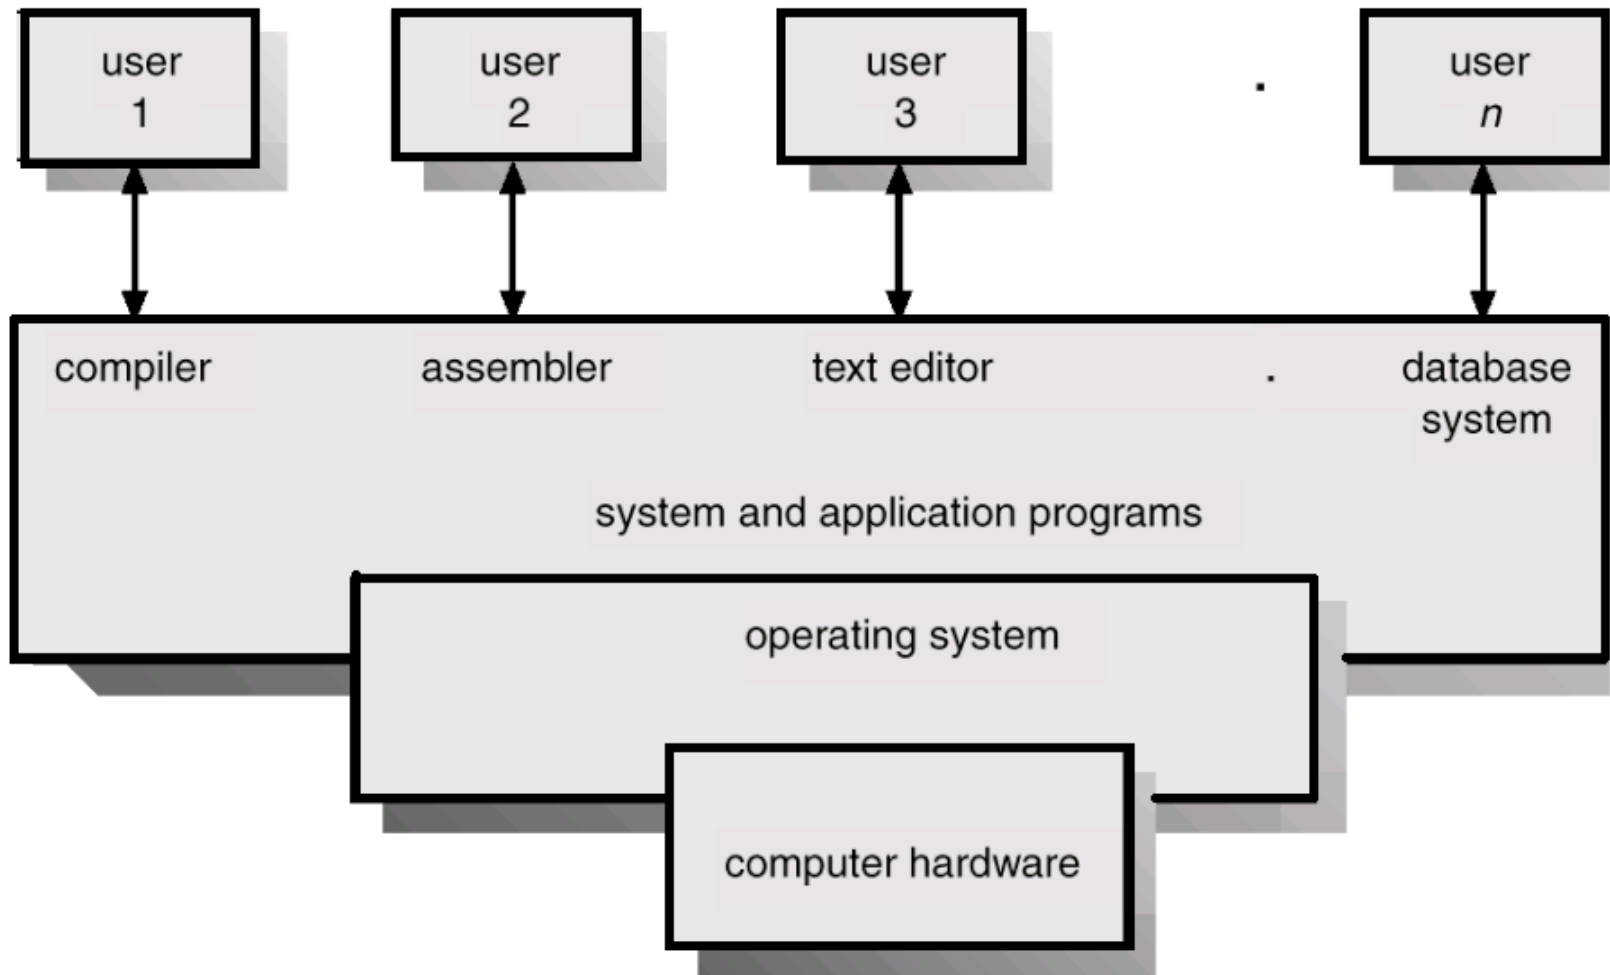 user
1
user
2
user
3
.
user
n
compiler
assembler
text editor
.
database
system
system and application programs
operating system
computer hardware